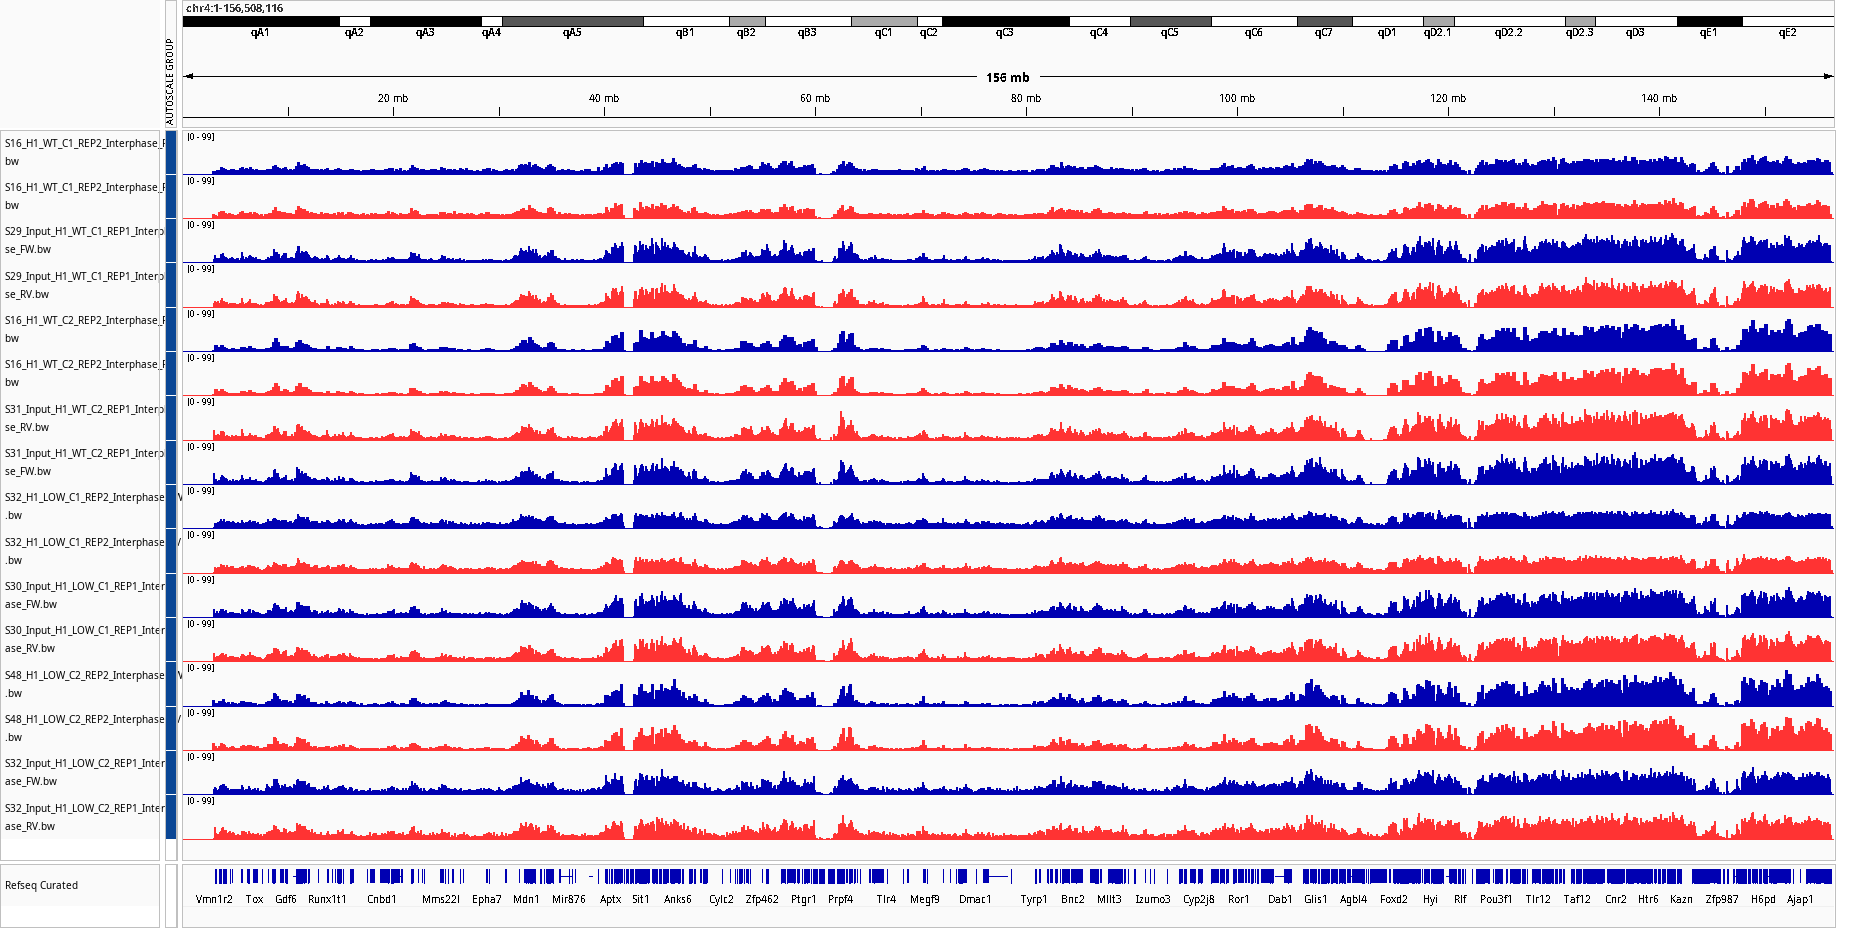 chr4:1-156,508,116
AUTOSCALE GROUP
qA1 qA2 qA3 qA4 qA5 qB1 qB2 qB3 qC1 qC2 qC3 qC4 qC5 qC6 qC7 qD1 qD2.1 qD2.2 qD2.3 qD3 qE1 qE2
156 mb
20 mb 40 mb 60 mb 80 mb 100 mb 120 mb 140 mb
S16_H1_WT_C1_REP2_Interphase_F [0 - 99]
bw
S16_H1_WT_C1_REP2_Interphase_F [0 - 99]
bw
S29_Input_H1_WT_C1_REP1_Interp [0 - 99]
se_FW.bw
S29_Input_H1_WT_C1_REP1_Interp [0 - 99]
se_RV.bw
S16_H1_WT_C2_REP2_Interphase_F [0 - 99]
bw
S16_H1_WT_C2_REP2_Interphase_F [0 - 99]
bw
S31_Input_H1_WT_C2_REP1_Interp [0 - 99]
se_RV.bw
S31_Input_H1_WT_C2_REP1_Interp [0 - 99]
se_FW.bw
S32_H1_LOW_C1_REP2_Interphase [0 - 99]
.bw
S32_H1_LOW_C1_REP2_Interphase [0 - 99]
.bw
S30_Input_H1_LOW_C1_REP1_Inter [0 - 99]
ase_FW.bw
S30_Input_H1_LOW_C1_REP1_Inter [0 - 99]
ase_RV.bw
S48_H1_LOW_C2_REP2_Interphase [0 - 99]
.bw
S48_H1_LOW_C2_REP2_Interphase [0 - 99]
.bw
S32_Input_H1_LOW_C2_REP1_Inter [0 - 99]
ase_FW.bw
S32_Input_H1_LOW_C2_REP1_Inter [0 - 99]
ase_RV.bw
Refseq Curated
Vmn1r2 Tox Gdf6 Runx1t1 Cnbd1 Mms22l Epha7 Mdn1 Mir876 Aptx Sit1 Anks6 Cylc2 Zfp462 Ptgr1 Prpf4 Tlr4 Megf9 Dmac1 Tyrp1 Bnc2 Mllt3 Izumo3 Cyp2j8 Ror1 Dab1 Glis1 Agbl4 Foxd2 Hyi Rlf Pou3f1 Tlr12 Taf12 Cnr2 Htr6 Kazn Zfp987 H6pd Ajap1